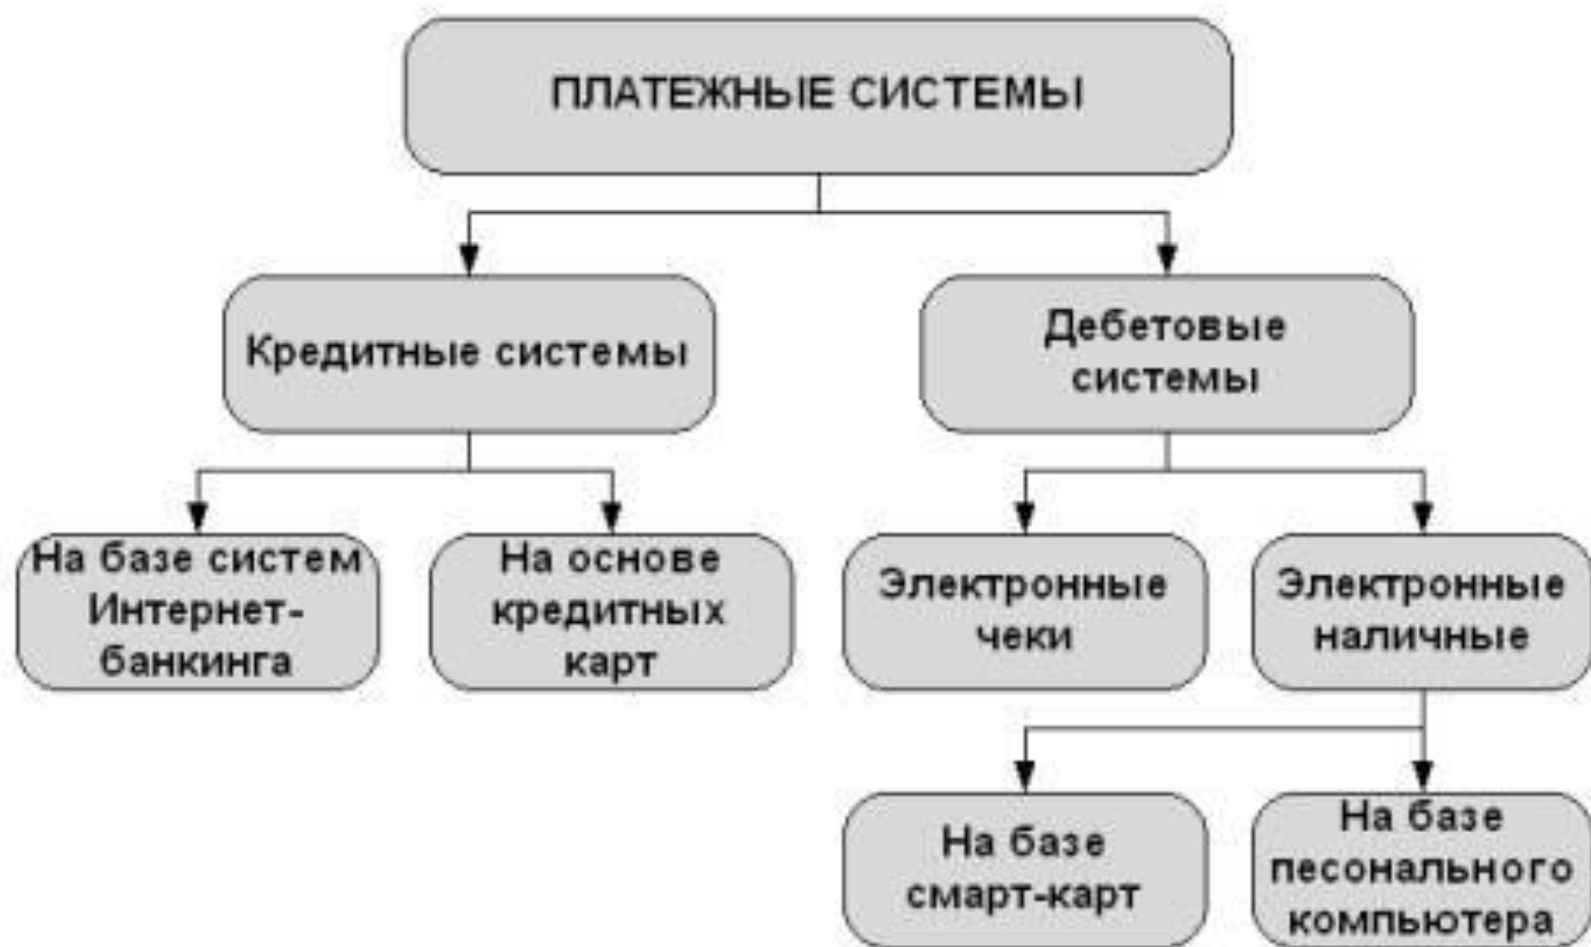 ПЛАТЕЖНЫЕ СИСТЕМЫ
Кредитные системы
Дебетовые
системы
На базе систем
Интернет-
банкинга
На основе
кредитных
карт
Электронные
чеки
Электронные
наличные
На базе
смарт-карт
На базе
песонального
компьютера